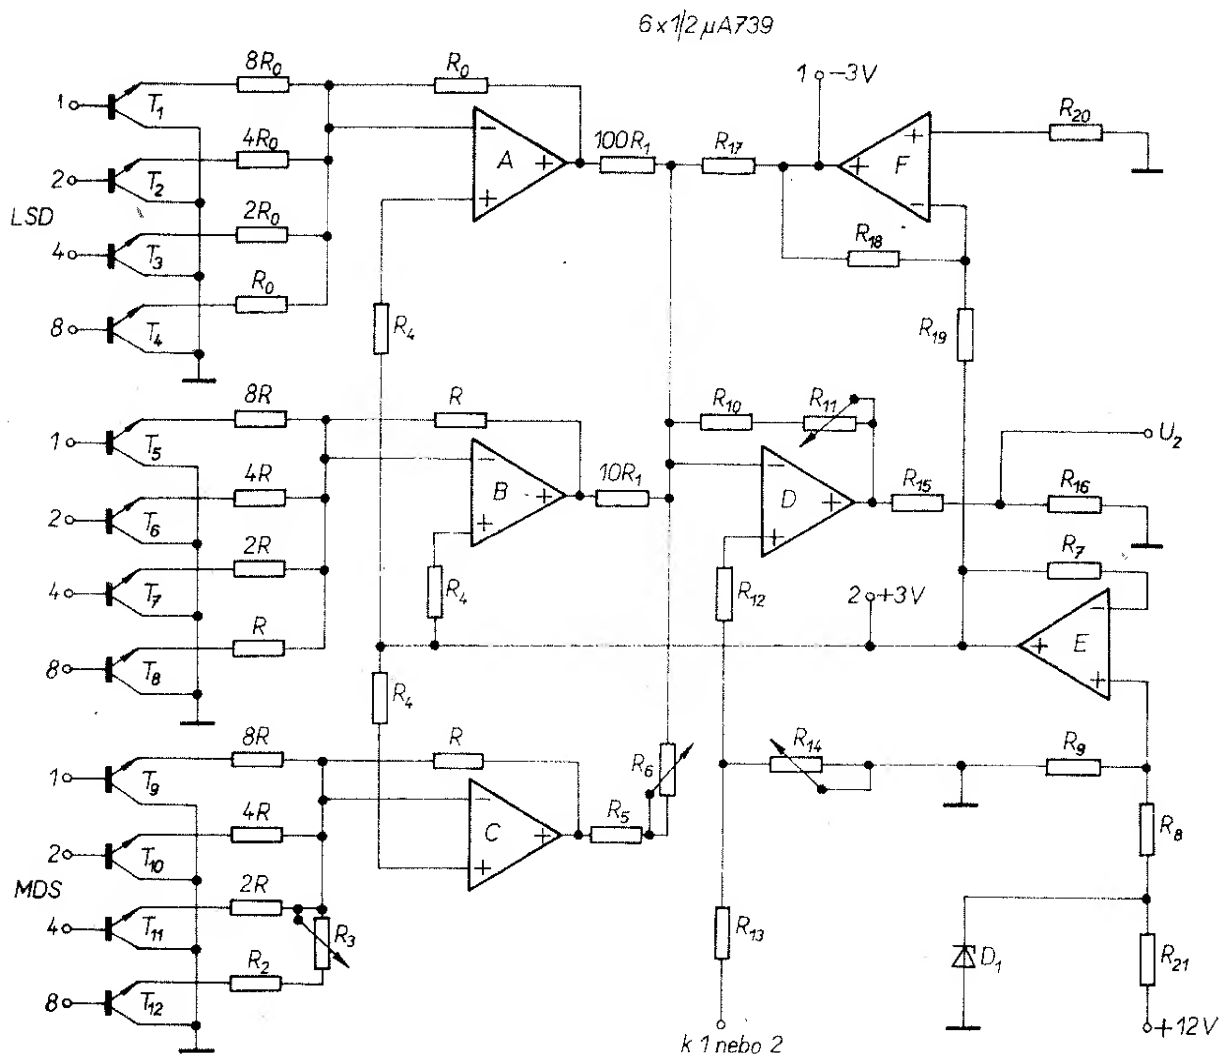 6 x 1/2 μA739
8R₀
R₀
1
T₁
4R₀
2
T₂
LSD
2R₀
4
T₃
R₀
8
T₄
A
100R₁
R₁₇
1 -3V
F
R₂₀
R₁₈
R₁₉
R₄
8R
R
1
T₅
4R
2
T₆
2R
4
T₇
R
8
T₈
B
10R₁
R₄
R₄
R₁₀
R₁₁
D
R₁₅
U₂
R₁₆
R₇
R₁₂
2 +3V
E
8R
R
1
T₉
4R
2
T₁₀
MDS
2R
4
T₁₁
R₃
R₂
8
T₁₂
C
R₅
R₆
R₁₄
R₉
R₈
R₁₃
D₁
R₂₁
+12V
k 1 nebo 2